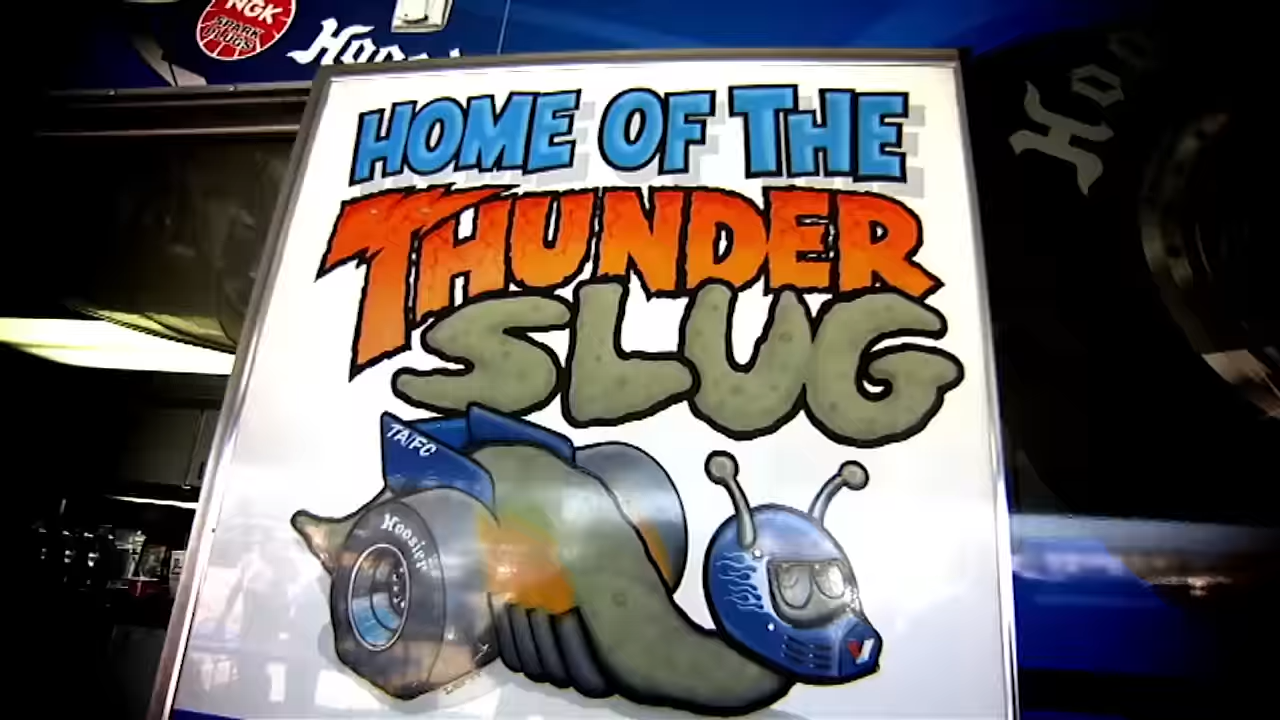 NGK
SPARK
PLUGS
HOME OF THE
THUNDER
SLUG
TA/FC
Hoosier